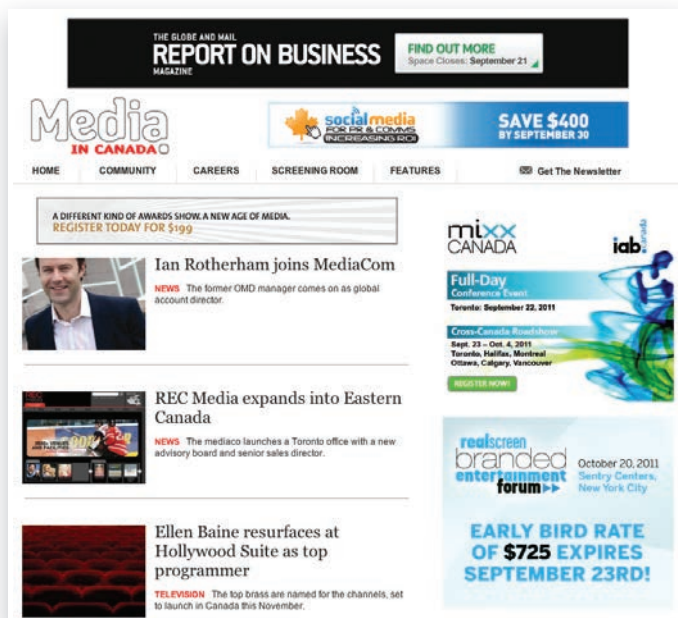 THE GLOBE AND MAIL
REPORT ON BUSINESS
MAGAZINE
FIND OUT MORE
Space Closes: September 21
Media
IN CANADA
socialmedia
FOR PR & COMMS
INCREASING ROI
SAVE $400
BY SEPTEMBER 30
HOME COMMUNITY CAREERS SCREENING ROOM FEATURES Get The Newsletter
A DIFFERENT KIND OF AWARDS SHOW. A NEW AGE OF MEDIA.
REGISTER TODAY FOR $199
Ian Rotherham joins MediaCom
NEWS The former OMD manager comes on as global
account director.
REC Media expands into Eastern
Canada
NEWS The mediaco launches a Toronto office with a new
advisory board and senior sales director.
Ellen Baine resurfaces at
Hollywood Suite as top
programmer
TELEVISION The top brass are named for the channels, set
to launch in Canada this November.
mixx
CANADA
iab.canada
Full-Day
Conference Event
Toronto: September 22, 2011
Cross-Canada Roadshow
Sept. 23 – Oct. 4, 2011
Toronto, Halifax, Montreal
Ottawa, Calgary, Vancouver
REGISTER NOW!
realscreen
branded
entertainment
forum
October 20, 2011
Sentry Centers,
New York City
EARLY BIRD RATE
OF $725 EXPIRES
SEPTEMBER 23RD!